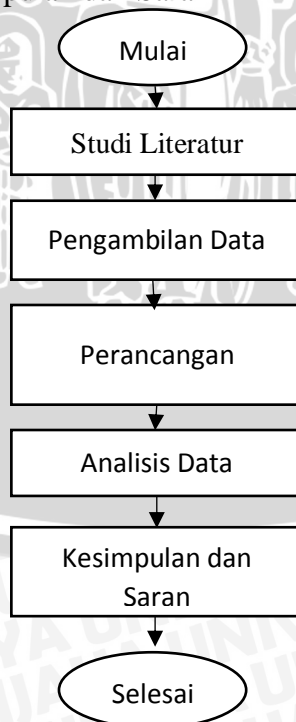 Mulai
Studi Literatur
Pengambilan Data
Perancangan
Analisis Data
Kesimpulan dan
Saran
Selesai